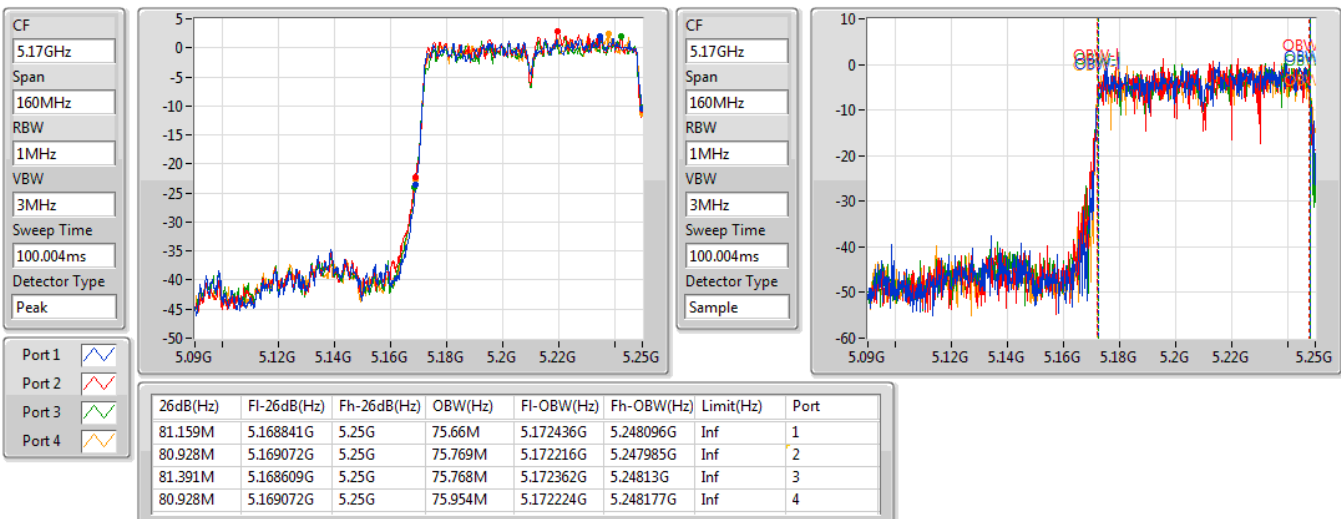 CF
5.17GHz
Span
160MHz
RBW
1MHz
VBW
3MHz
Sweep Time
100.004ms
Detector Type
Peak
5-
0-
-5-
-10-
-15-
-20-
-25-
-30-
-35-
-40-
-45-
-50-
5.09G 5.12G 5.14G 5.16G 5.18G 5.2G 5.22G 5.25G
CF
5.17GHz
Span
160MHz
RBW
1MHz
VBW
3MHz
Sweep Time
100.004ms
Detector Type
Sample
10-
0-
-10-
-20-
-30-
-40-
-50-
-60-
OBW
5.09G 5.12G 5.14G 5.16G 5.18G 5.2G 5.22G 5.25G
Port 1
Port 2
Port 3
Port 4
26dB(Hz) Fl-26dB(Hz) Fh-26dB(Hz) OBW(Hz) Fl-OBW(Hz) Fh-OBW(Hz) Limit(Hz) Port
81.159M 5.168841G 5.25G 75.66M 5.172436G 5.248096G Inf 1
80.928M 5.169072G 5.25G 75.769M 5.172216G 5.247985G Inf 2
81.391M 5.168609G 5.25G 75.768M 5.172362G 5.24813G Inf 3
80.928M 5.169072G 5.25G 75.954M 5.172224G 5.248177G Inf 4